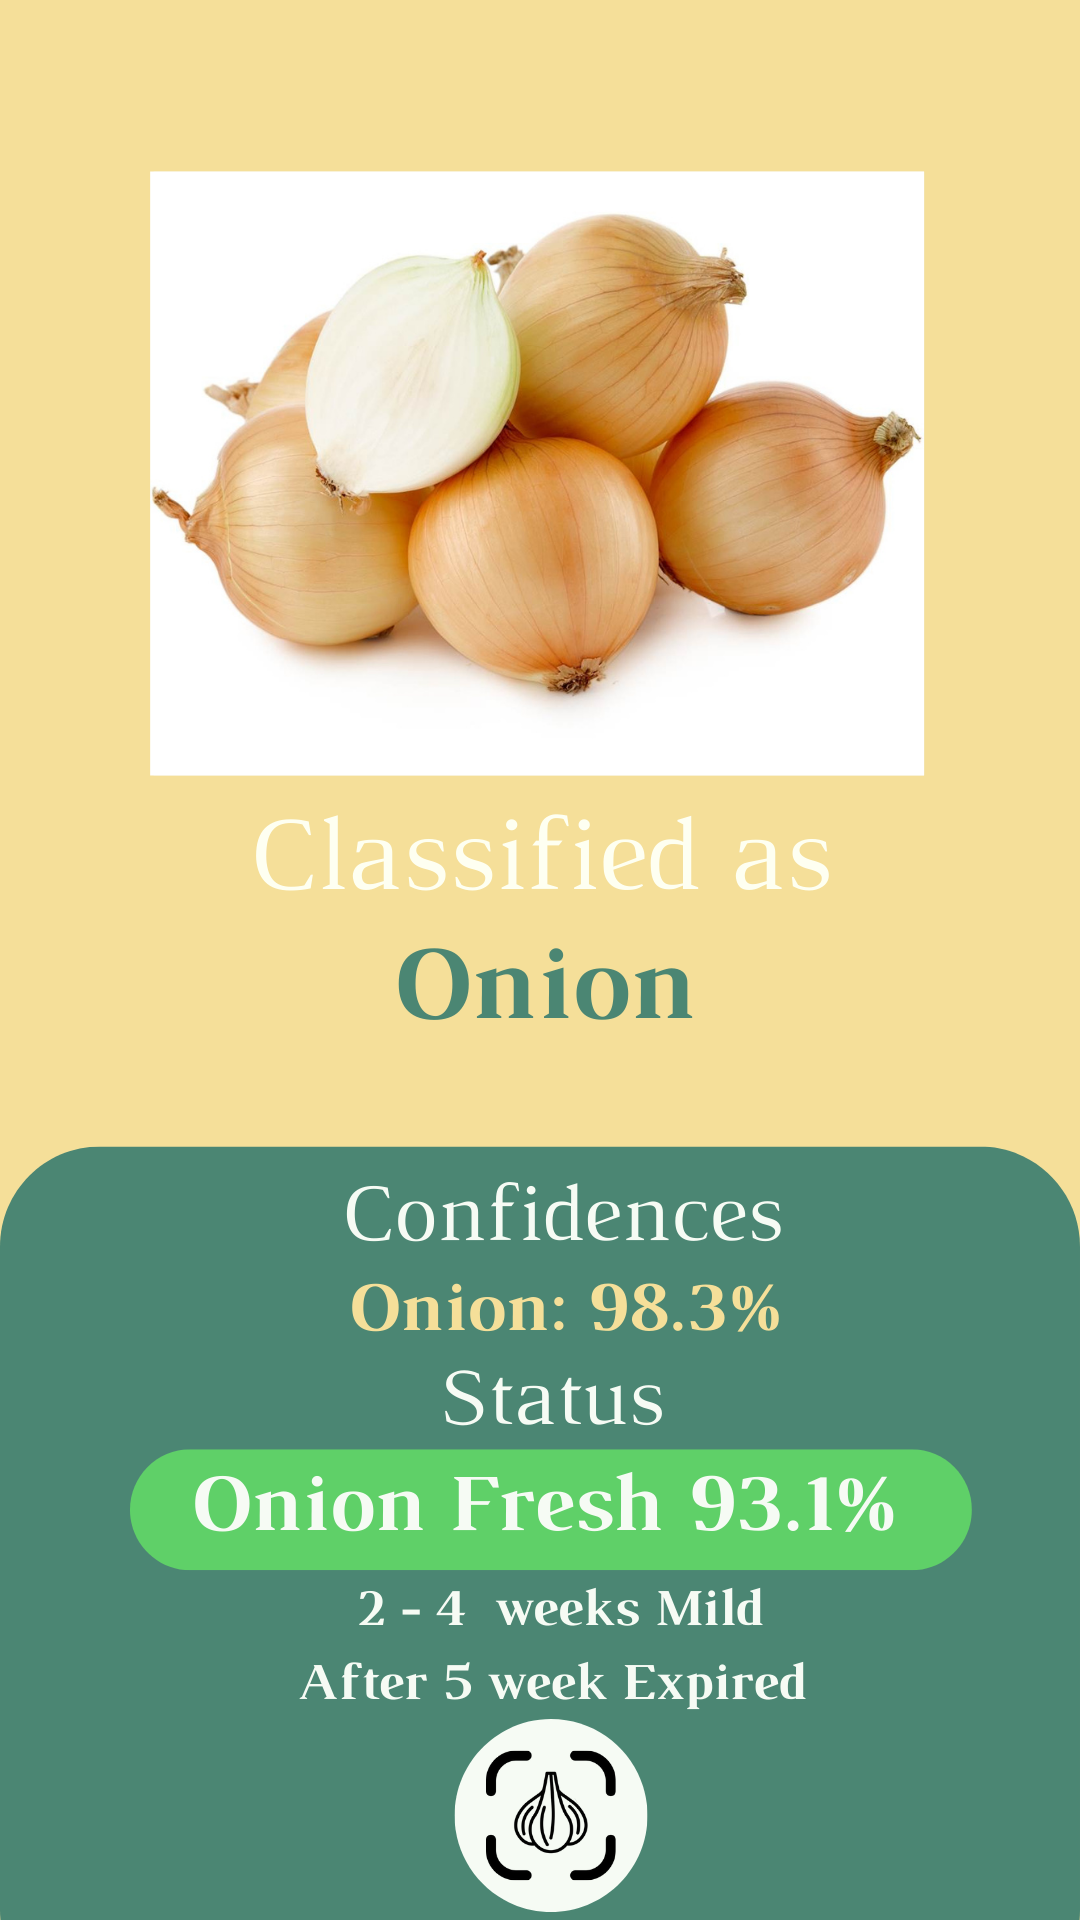 Classified as
Onion
Confidences
Onion: 98.3%
Status
Onion Fresh 93.1%
2 - 4  weeks Mild
After 5 week Expired